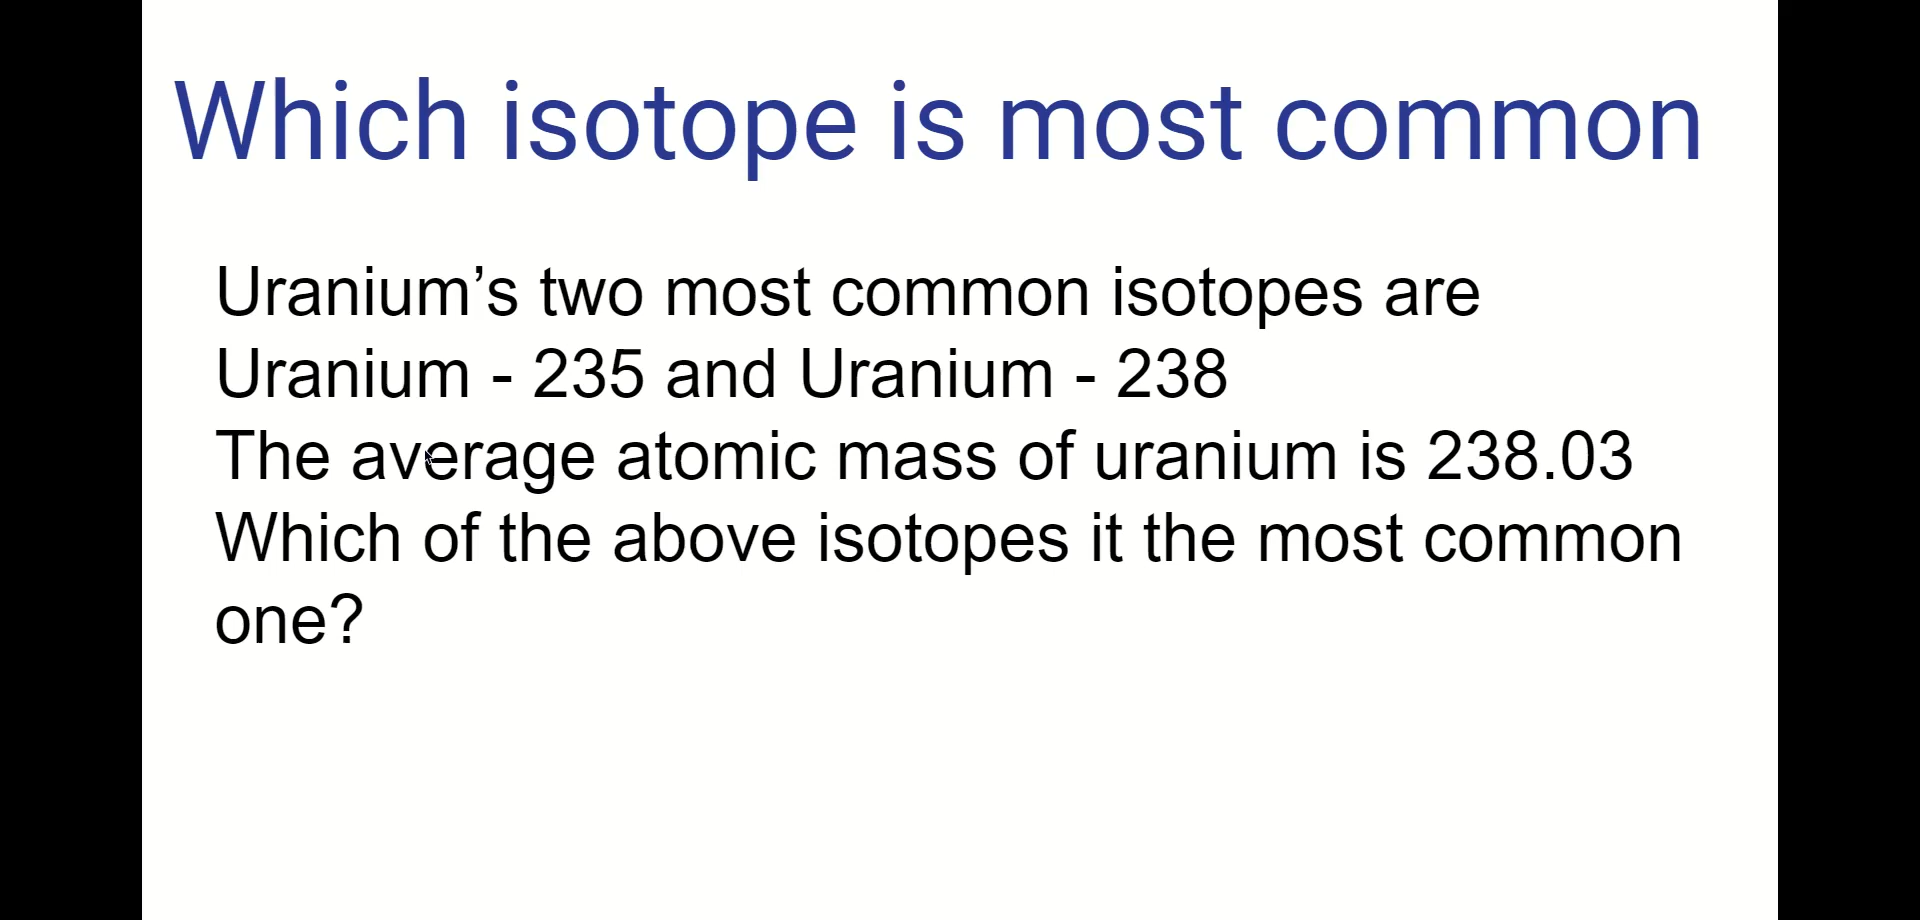 Which isotope is most common
Uranium’s two most common isotopes are
Uranium - 235 and Uranium - 238
The average atomic mass of uranium is 238.03
Which of the above isotopes it the most common
one?